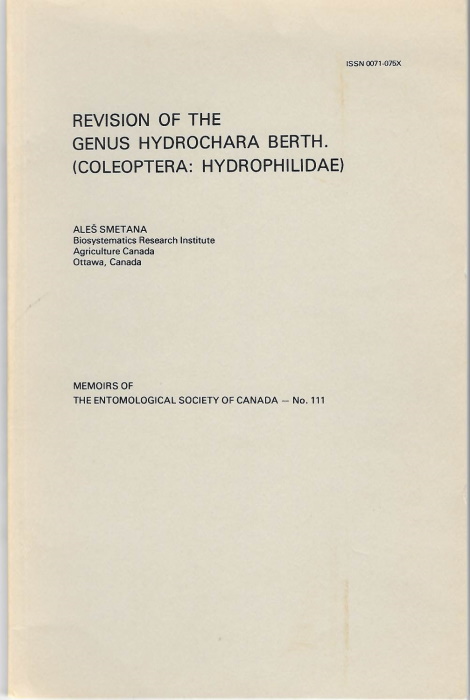 ISSN 0071-075X
REVISION OF THE
GENUS HYDROCHARA BERTH.
(COLEOPTERA: HYDROPHILIDAE)
ALEŠ SMETANA
Biosystematics Research Institute
Agriculture Canada
Ottawa, Canada
MEMOIRS OF
THE ENTOMOLOGICAL SOCIETY OF CANADA — No. 111